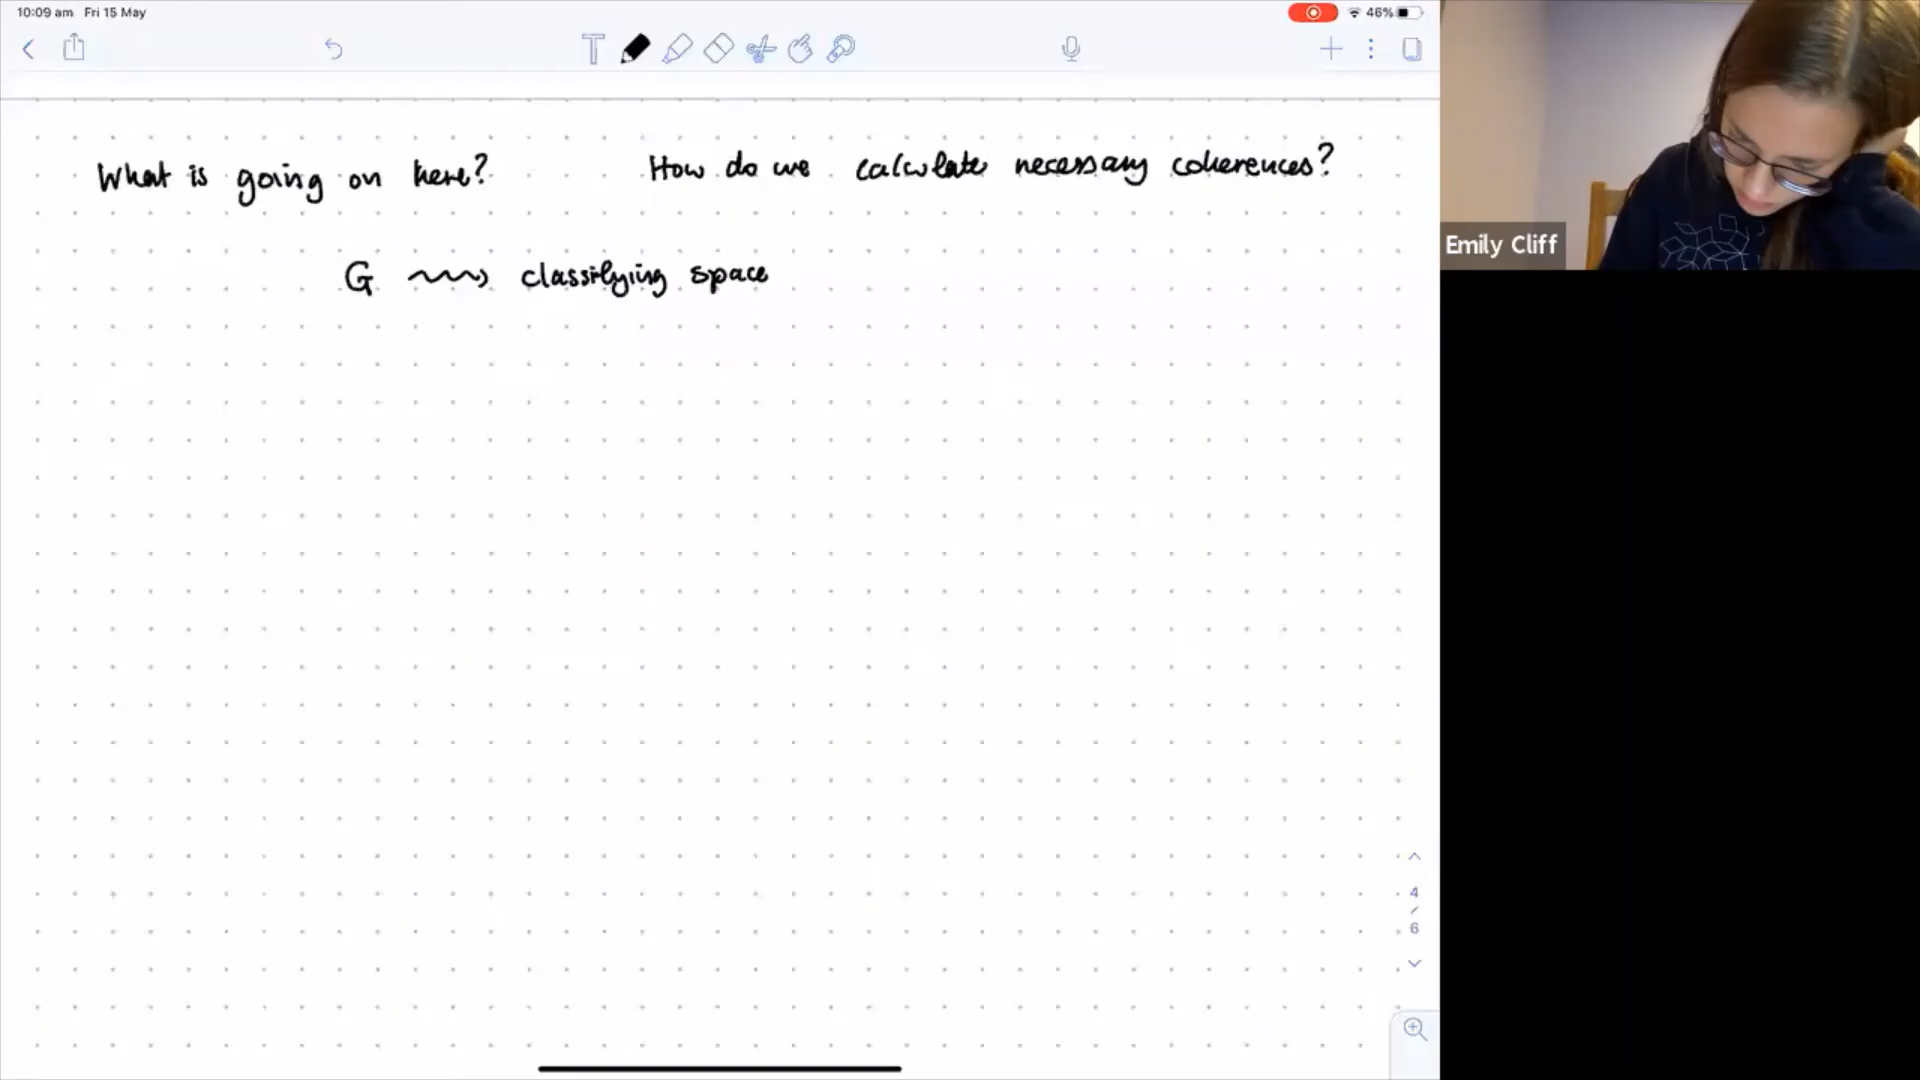 10:09 am Fri 15 May
46%
T
What is going on here? How do we calculate necessary coherences?
G classifying space
Emily Cliff
4
/
6